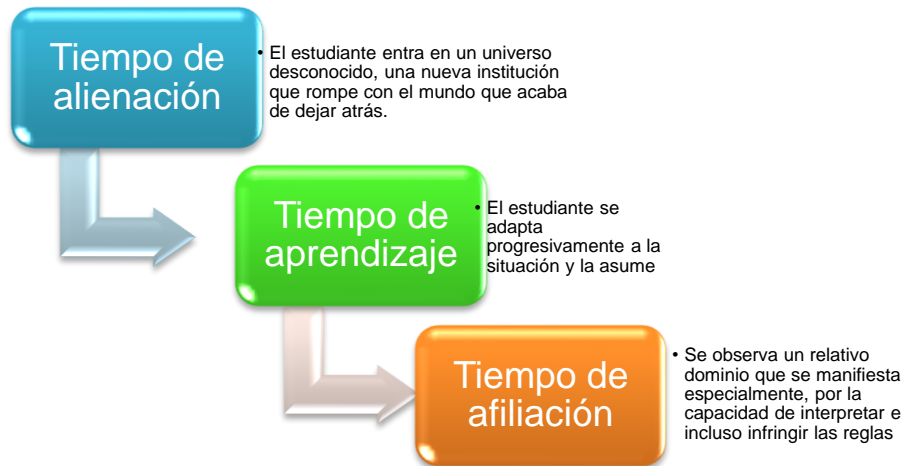 Tiempo de
alienación
• El estudiante entra en un universo
desconocido, una nueva institución
que rompe con el mundo que acaba
de dejar atrás.
Tiempo de
aprendizaje
• El estudiante se
adapta
progresivamente a la
situación y la asume
Tiempo de
afiliación
• Se observa un relativo
dominio que se manifiesta
especialmente, por la
capacidad de interpretar e
incluso infringir las reglas